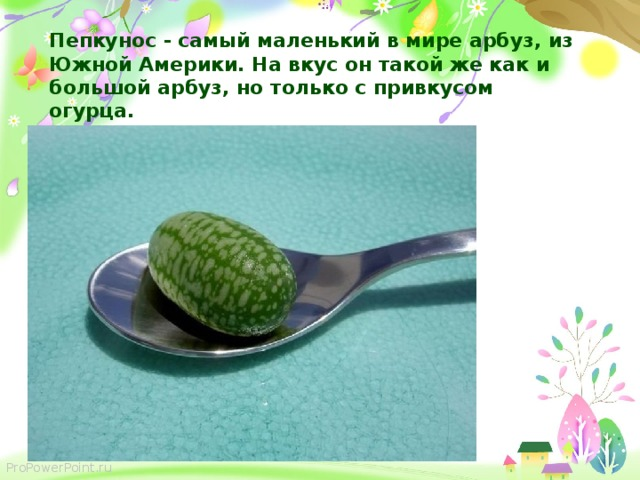 Пепкунос - самый маленький в мире арбуз, из
Южной Америки. На вкус он такой же как и
большой арбуз, но только с привкусом
огурца.
ProPowerPoint.ru